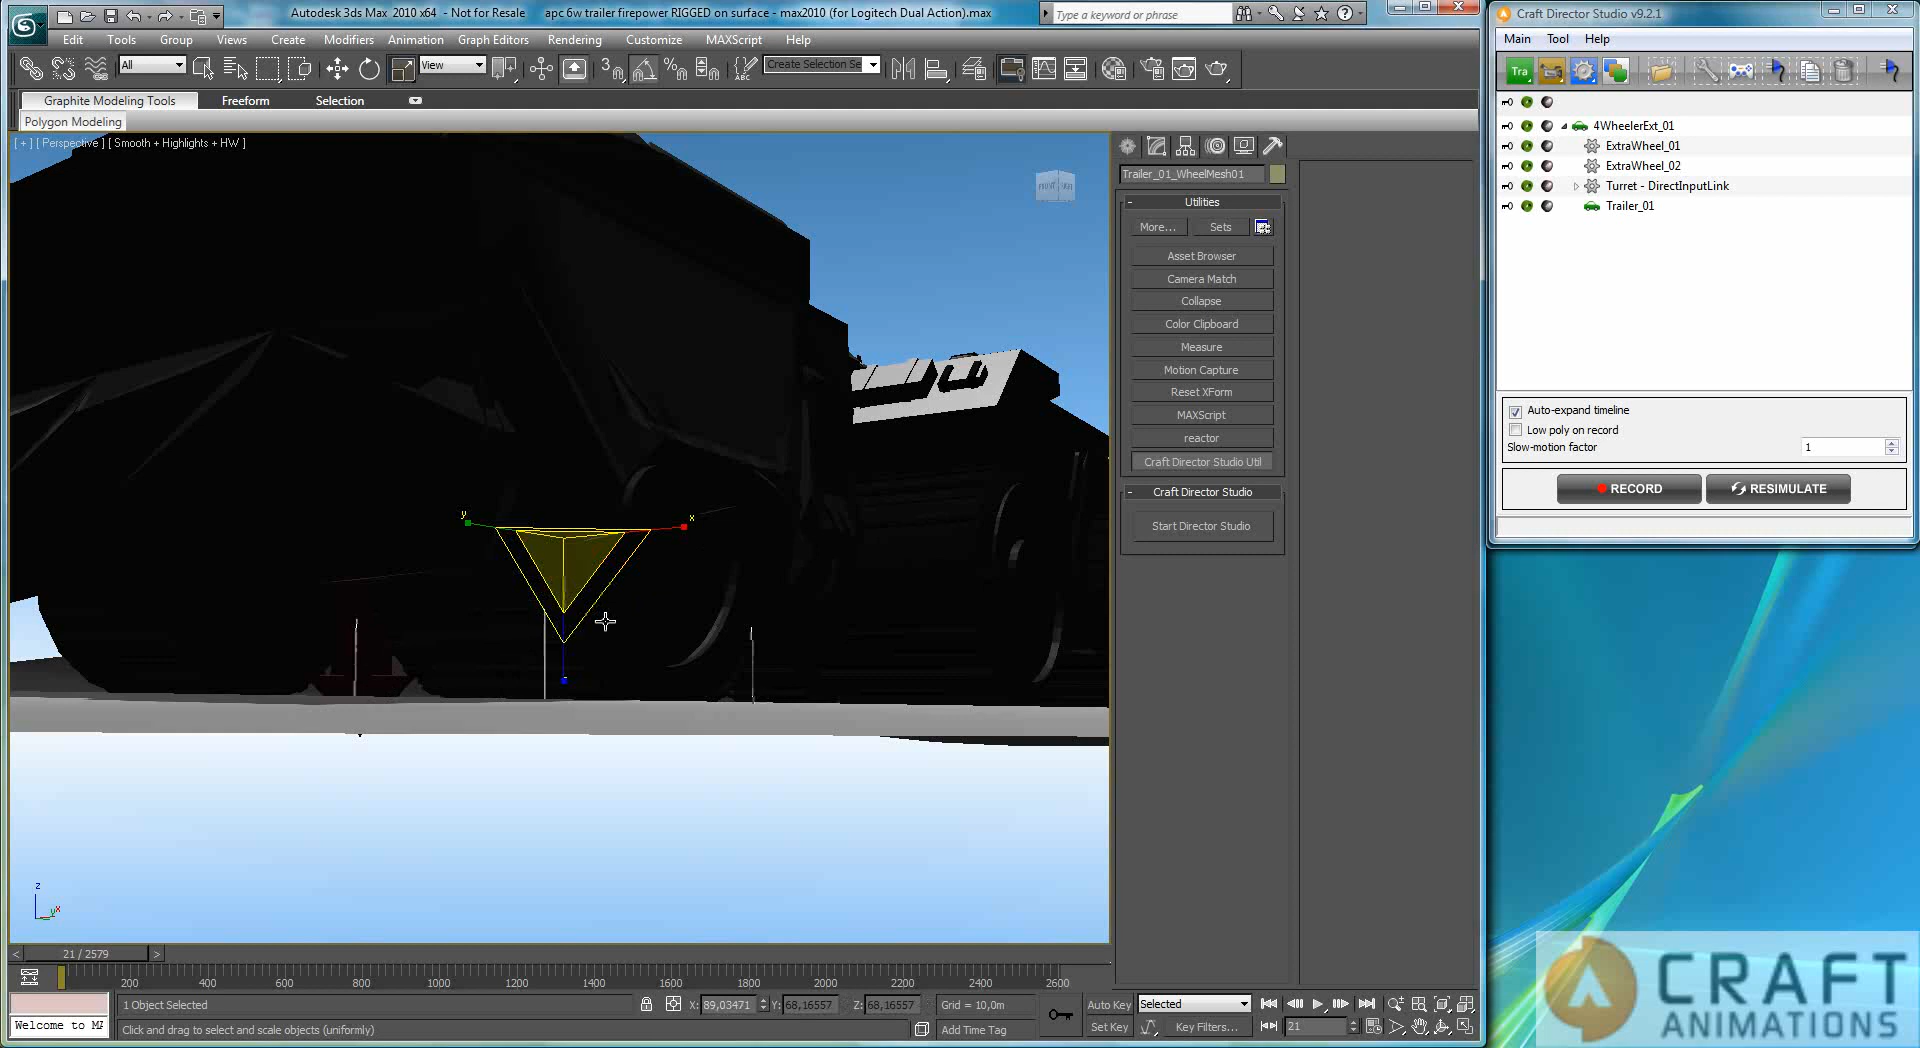 Autodesk 3ds Max 2010 x64 - Not for Resale apc 6w trailer firepower RIGGED on surface - max2010 (for Logitech Dual Action).max
Type a keyword or phrase
Edit Tools Group Views Create Modifiers Animation Graph Editors Rendering Customize MAXScript Help
All View 3 ABC Create Selection Se
Graphite Modeling Tools Freeform Selection
Polygon Modeling
[ + ] [ Perspective ] [ Smooth + Highlights + HW ]
FRONT
y x
z
z
y x
Trailer_01_WheelMesh01
- Utilities
More... Sets
Asset Browser
Camera Match
Collapse
Color Clipboard
Measure
Motion Capture
Reset XForm
MAXScript
reactor
Craft Director Studio Util
- Craft Director Studio
Start Director Studio
< 21 / 2579 >
200 400 600 800 1000 1200 1400 1600 1800 2000 2200 2400 2600
1 Object Selected X: 89,03471 Y: 68,16557 Z: 68,16557 Grid = 10,0m Auto Key Selected
Welcome to MA Click and drag to select and scale objects (uniformly) Add Time Tag Set Key Key Filters... 21
Craft Director Studio v9.2.1
Main Tool Help
Tra
4WheelerExt_01
ExtraWheel_01
ExtraWheel_02
Turret - DirectInputLink
Trailer_01
Auto-expand timeline
Low poly on record
Slow-motion factor 1
RECORD RESIMULATE
CRAFT
ANIMATIONS